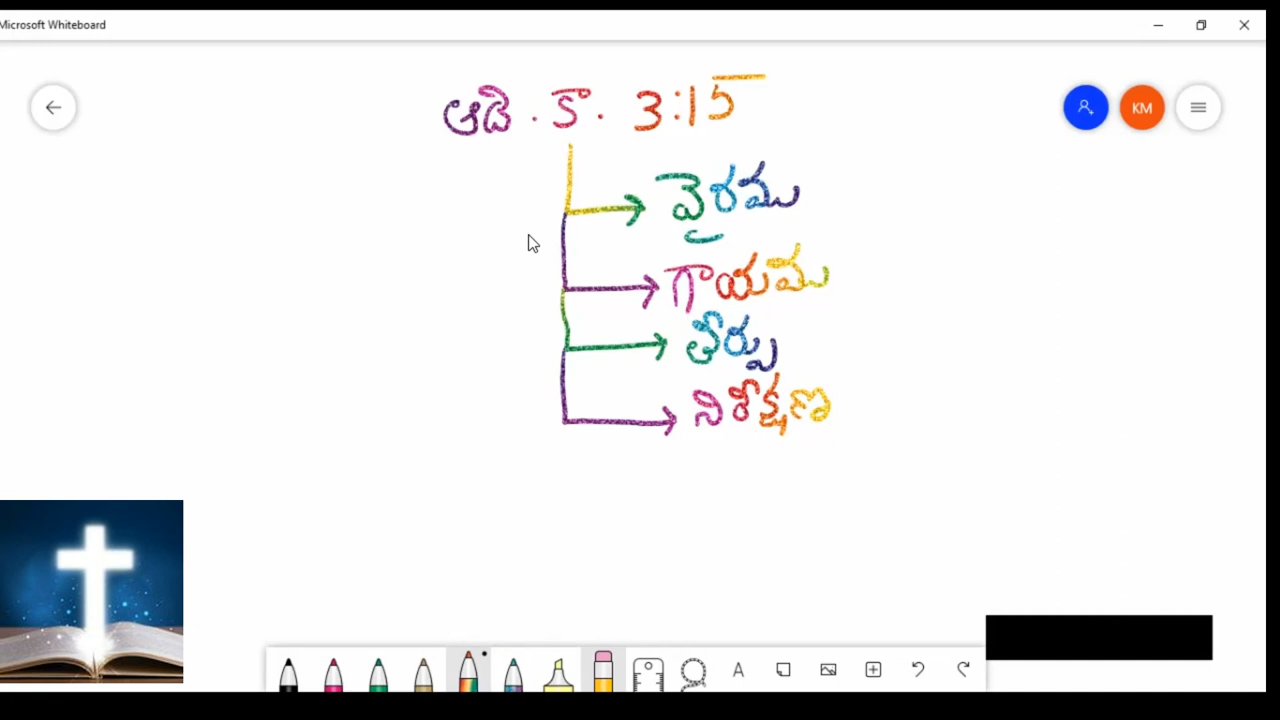 Microsoft Whiteboard
KM
ఆది . కా . 3:15
వైరము
గాయము
తీర్పు
నిరీక్షణ
A